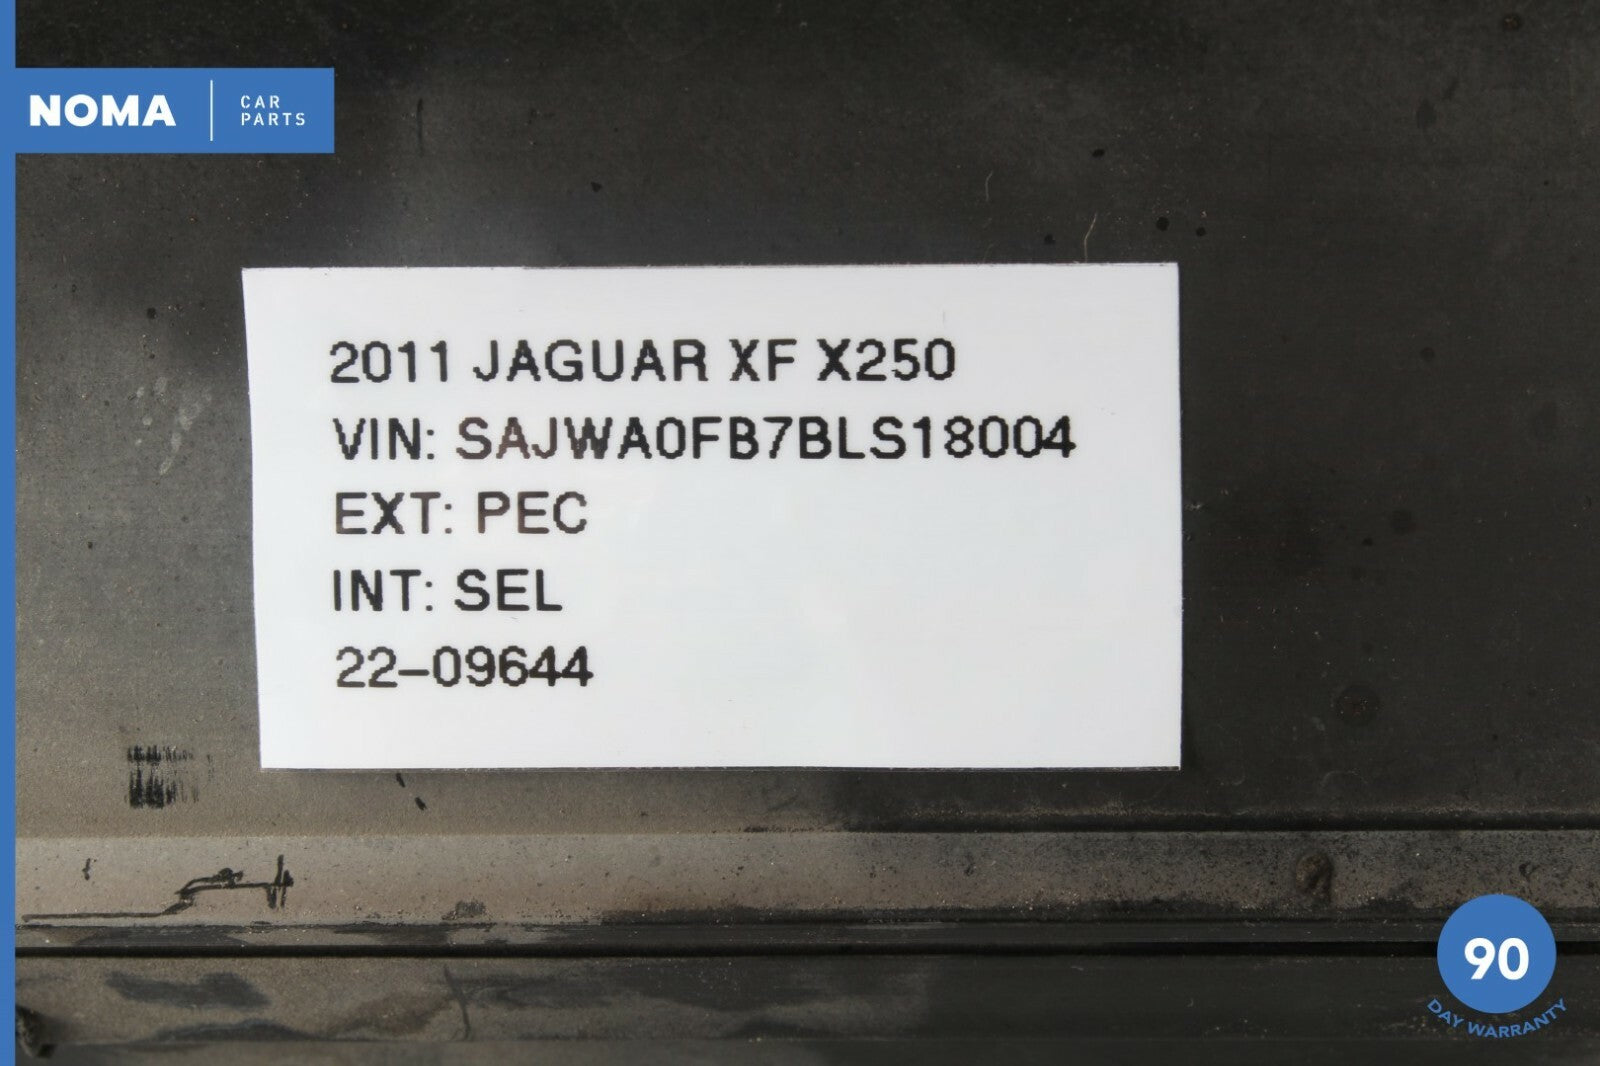 NOMA
CAR
PARTS
2011 JAGUAR XF X250
VIN: SAJWA0FB7BLS18004
EXT: PEC
INT: SEL
22-09644
90
DAY WARRANTY